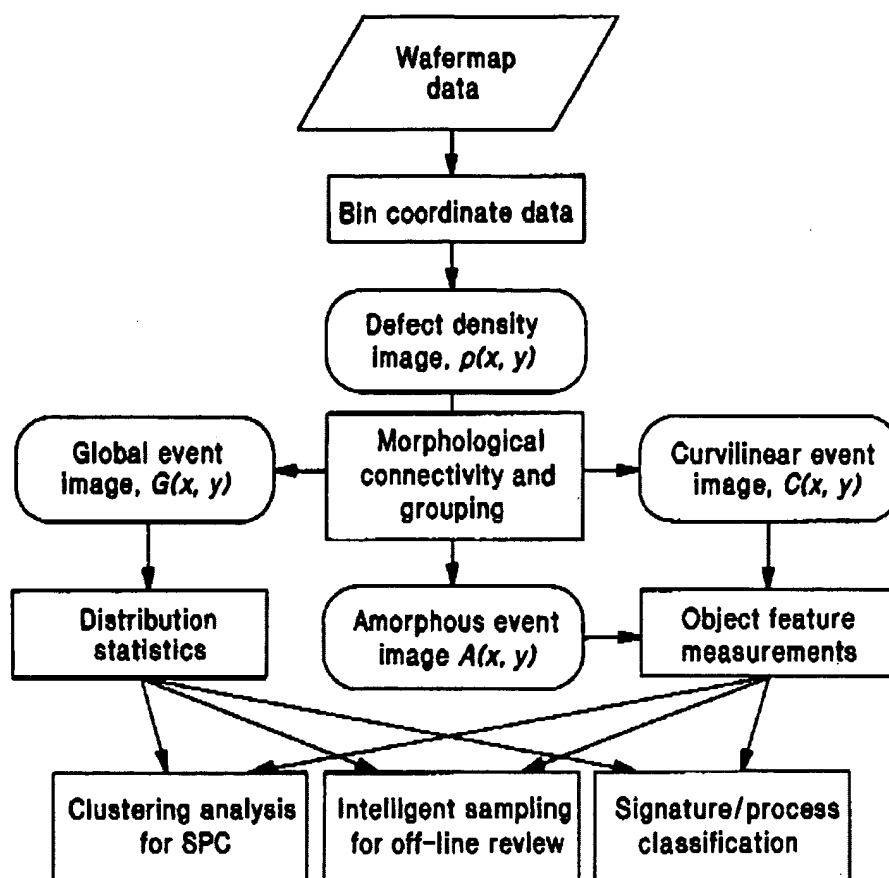 Wafermap
data
Bin coordinate data
Defect density
image, ρ(x, y)
Global event
image, G(x, y)
Morphological
connectivity and
grouping
Curvilinear event
image, C(x, y)
Distribution
statistics
Amorphous event
image A(x, y)
Object feature
measurements
Clustering analysis
for SPC
Intelligent sampling
for off-line review
Signature/process
classification